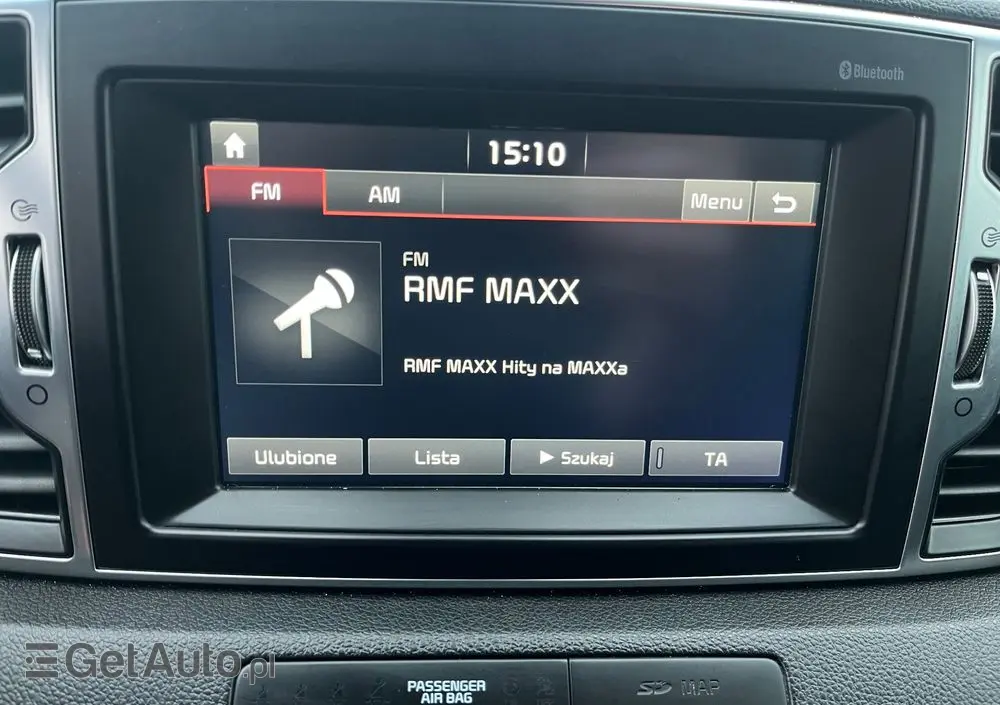 Bluetooth
15:10
FM
AM
Menu
FM
RMF MAXX
RMF MAXX Hity na MAXXa
Ulubione
Lista
Szukaj
TA
GetAuto.pl
PASSENGER
AIR BAG
SD MAP